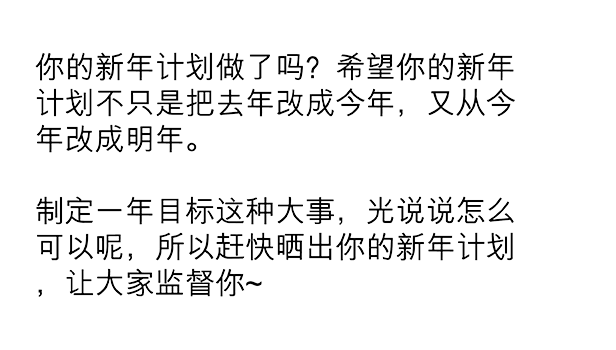 你的新年计划做了吗？希望你的新年
计划不只是把去年改成今年，又从今
年改成明年。
制定一年目标这种大事，光说说怎么
可以呢，所以赶快晒出你的新年计划
，让大家监督你~